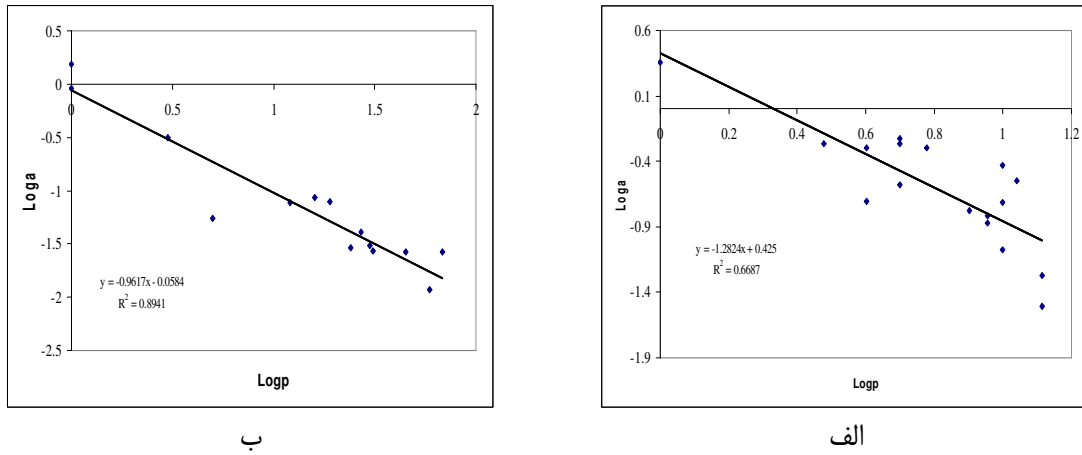 0.5
0
-0.5
-1
-1.5
-2
-2.5
0
0.5
1
1.5
2
Loga
y = -0.9617x - 0.0584
R² = 0.8941
Logp
ب
0.6
0.1
-0.4
-0.9
-1.4
-1.9
0
0.2
0.4
0.6
0.8
1
1.2
Loga
y = -1.2824x + 0.425
R² = 0.6687
Logp
الف